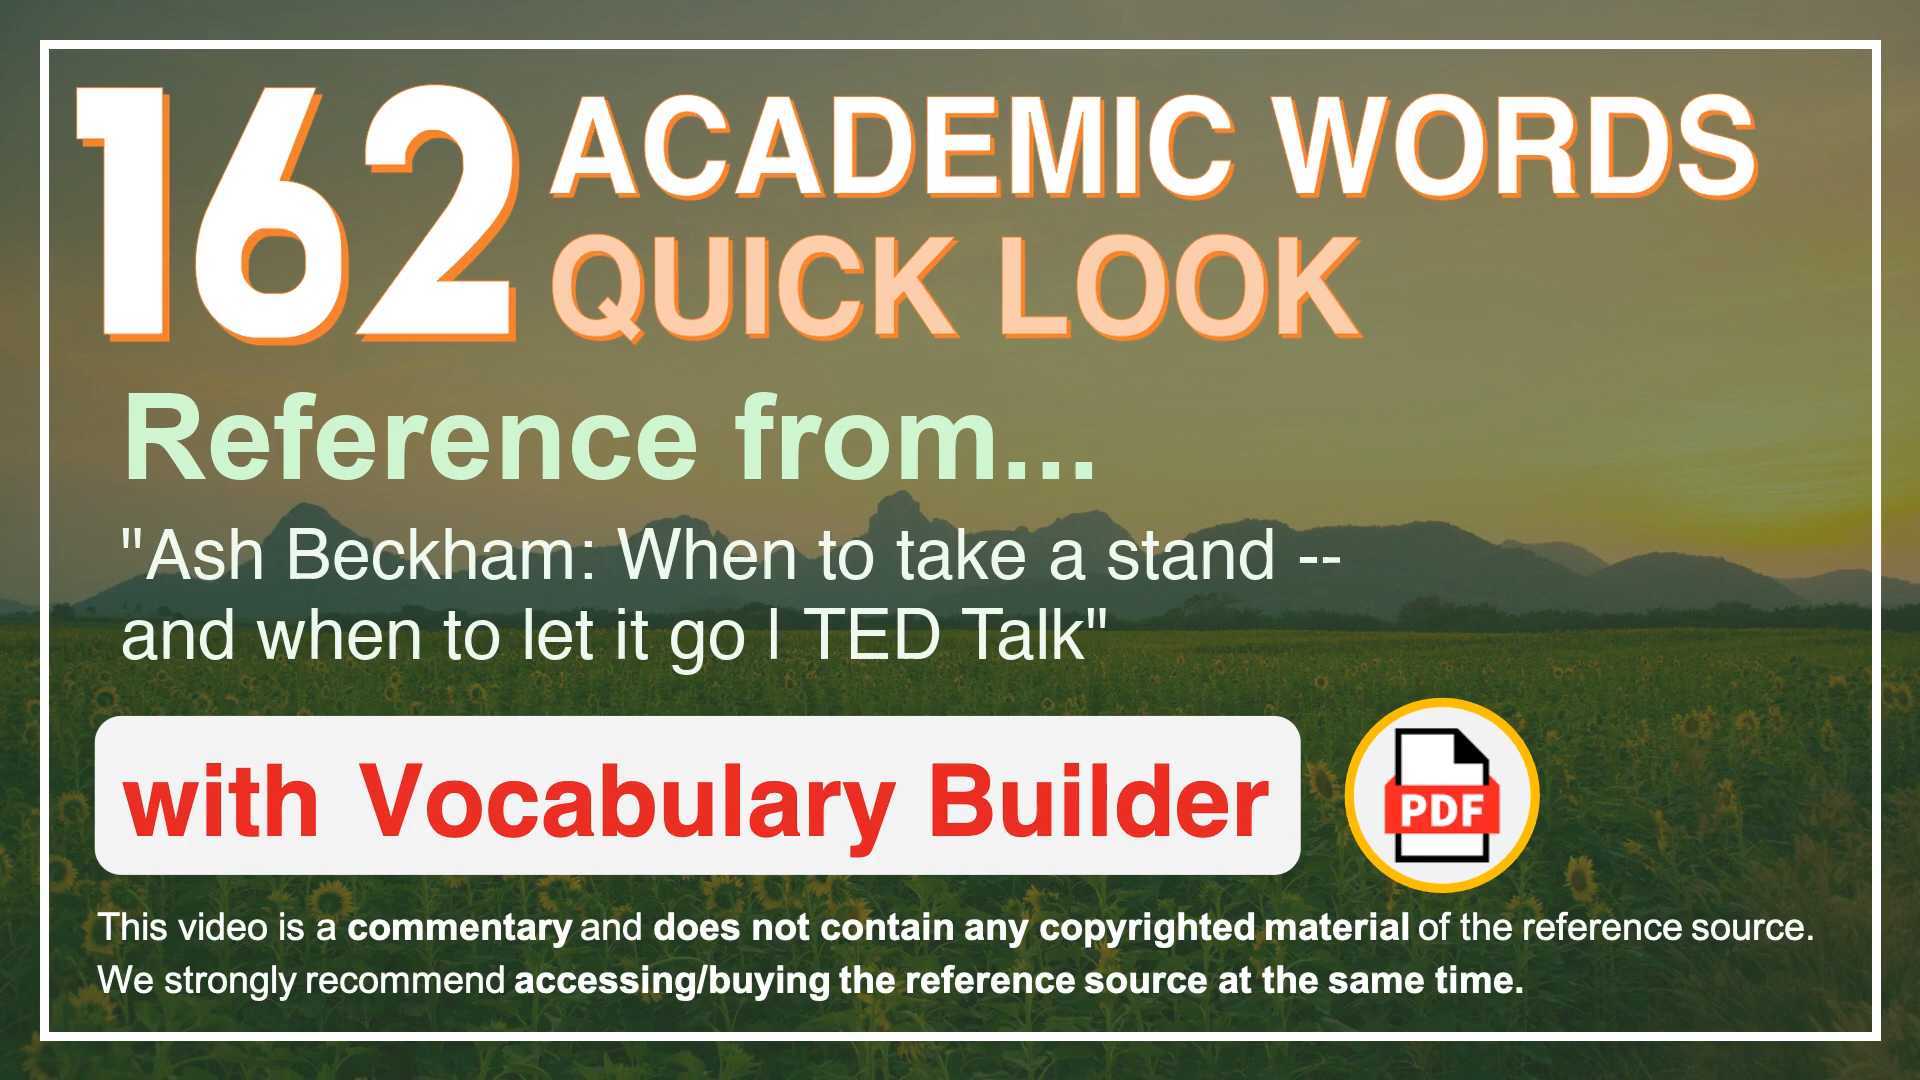 162 ACADEMIC WORDS
QUICK LOOK
Reference from...
"Ash Beckham: When to take a stand --
and when to let it go | TED Talk"
with Vocabulary Builder
PDF
This video is a commentary and does not contain any copyrighted material of the reference source.
We strongly recommend accessing/buying the reference source at the same time.